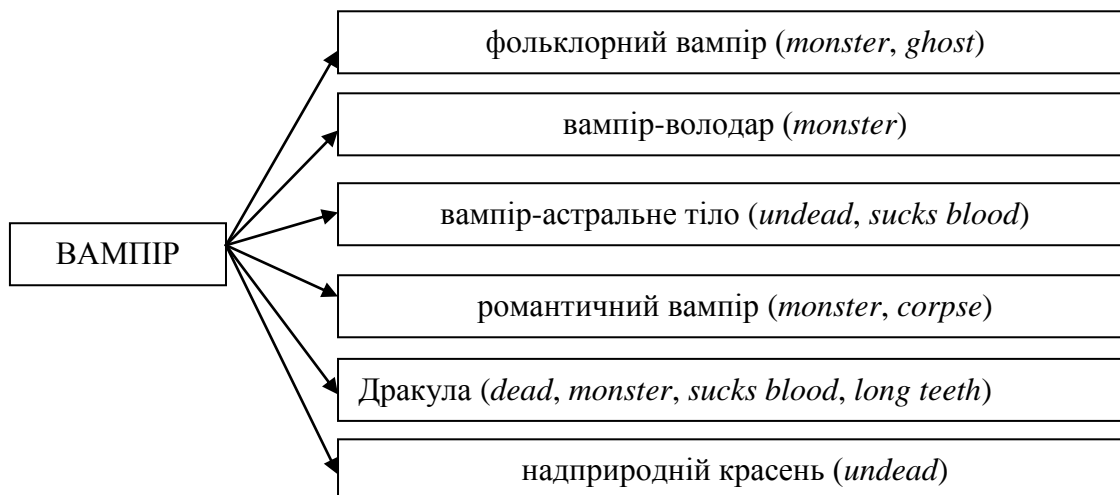 фольклорний вампір (monster, ghost)
вампір-володар (monster)
вампір-астральне тіло (undead, sucks blood)
ВАМПІР
романтичний вампір (monster, corpse)
Дракула (dead, monster, sucks blood, long teeth)
надприродній красень (undead)